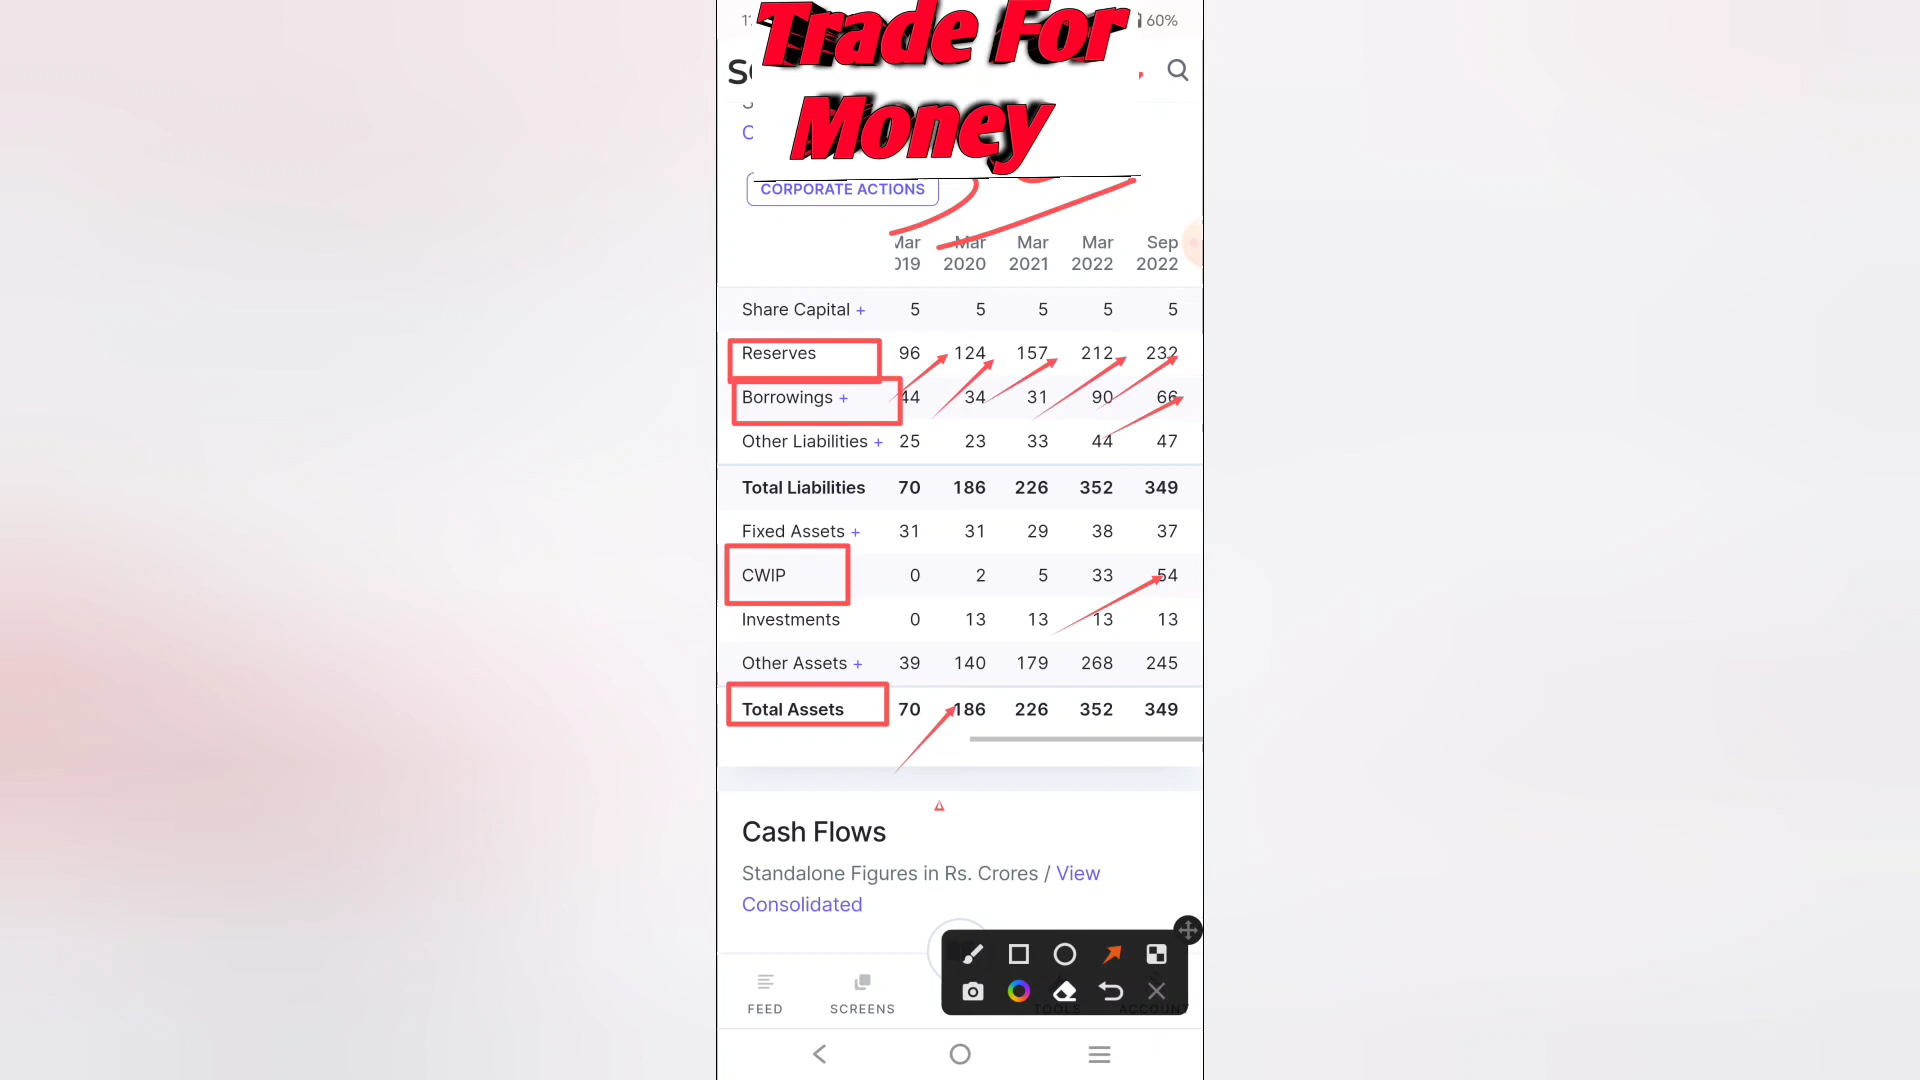 60%
Trade For
Money
CORPORATE ACTIONS
Mar Mar Mar Mar Sep
019 2020 2021 2022 2022
Share Capital + 5 5 5 5 5
Reserves 96 124 157 212 232
Borrowings + 44 34 31 90 66
Other Liabilities + 25 23 33 44 47
Total Liabilities 70 186 226 352 349
Fixed Assets + 31 31 29 38 37
CWIP 0 2 5 33 54
Investments 0 13 13 13 13
Other Assets + 39 140 179 268 245
Total Assets 70 186 226 352 349
Cash Flows
Standalone Figures in Rs. Crores / View
Consolidated
FEED SCREENS TOOLS ACCOUNT